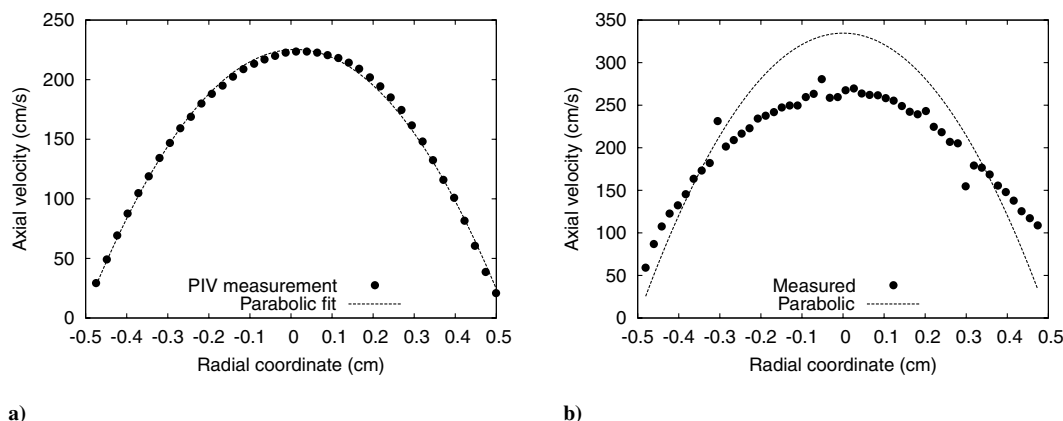 250
200
150
100
50
0
Axial velocity (cm/s)
PIV measurement
Parabolic fit
-0.5 -0.4 -0.3 -0.2 -0.1 0 0.1 0.2 0.3 0.4 0.5
Radial coordinate (cm)
a)
350
300
250
200
150
100
50
0
Axial velocity (cm/s)
Measured
Parabolic
-0.5 -0.4 -0.3 -0.2 -0.1 0 0.1 0.2 0.3 0.4 0.5
Radial coordinate (cm)
b)